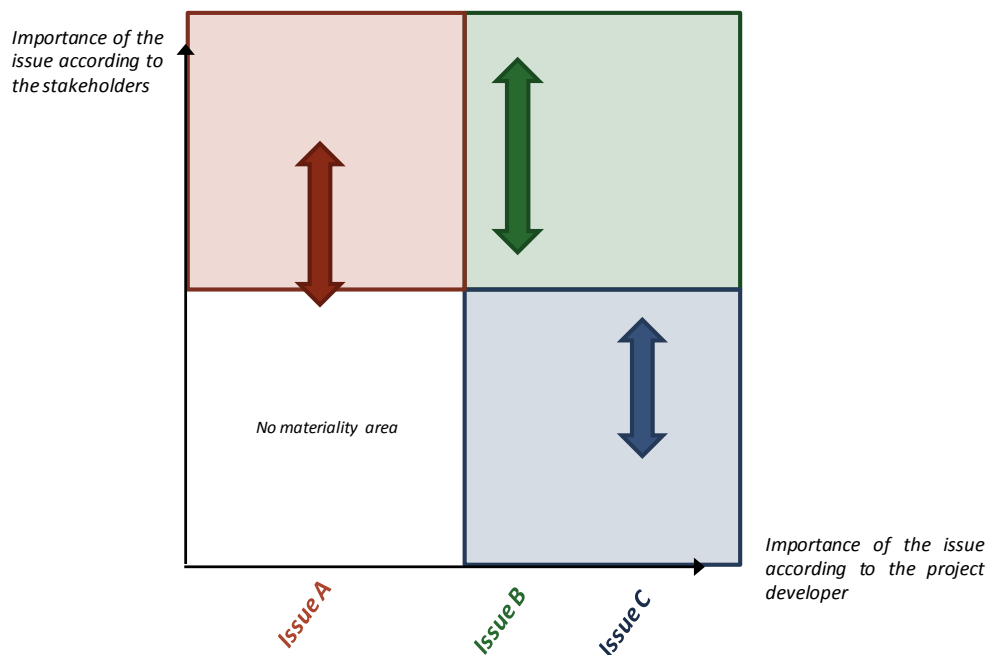 Importance of the
issue according to
the stakeholders
No materiality area
Importance of the issue
according to the project
developer
Issue A
Issue B
Issue C